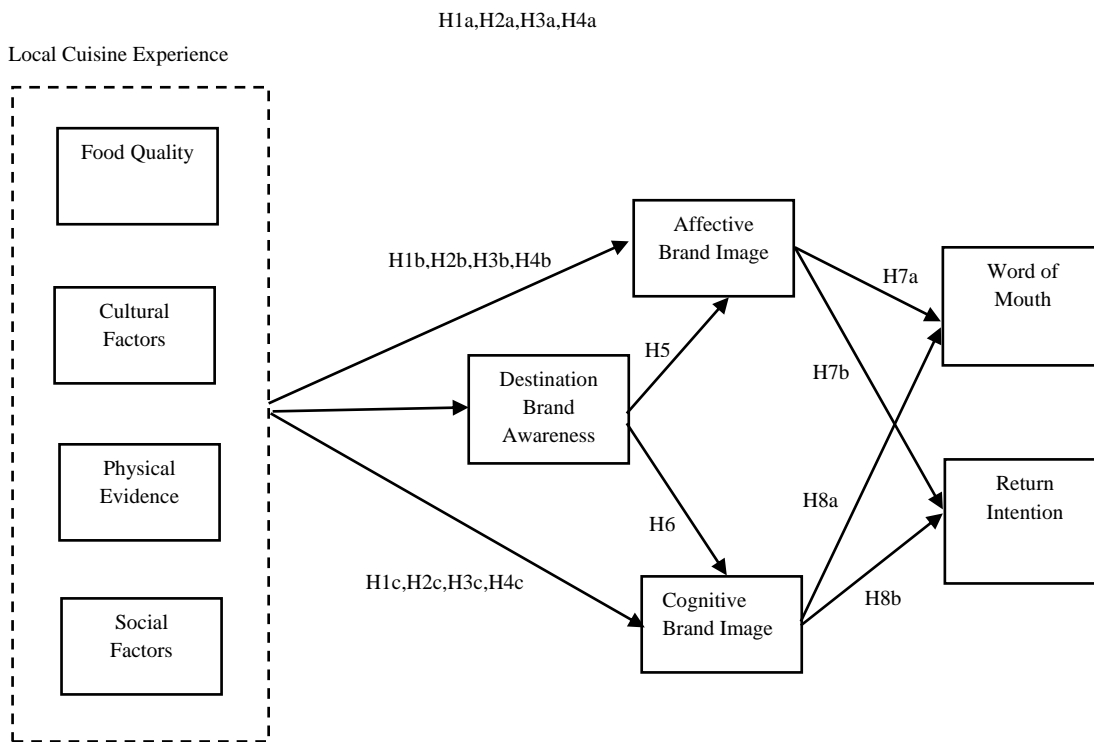 H1a,H2a,H3a,H4a
Local Cuisine Experience
Food Quality
Cultural
Factors
Physical
Evidence
Social
Factors
H1b,H2b,H3b,H4b
H1c,H2c,H3c,H4c
Destination
Brand
Awareness
H5
H6
Affective
Brand Image
Cognitive
Brand Image
H7a
H7b
H8a
H8b
Word of
Mouth
Return
Intention